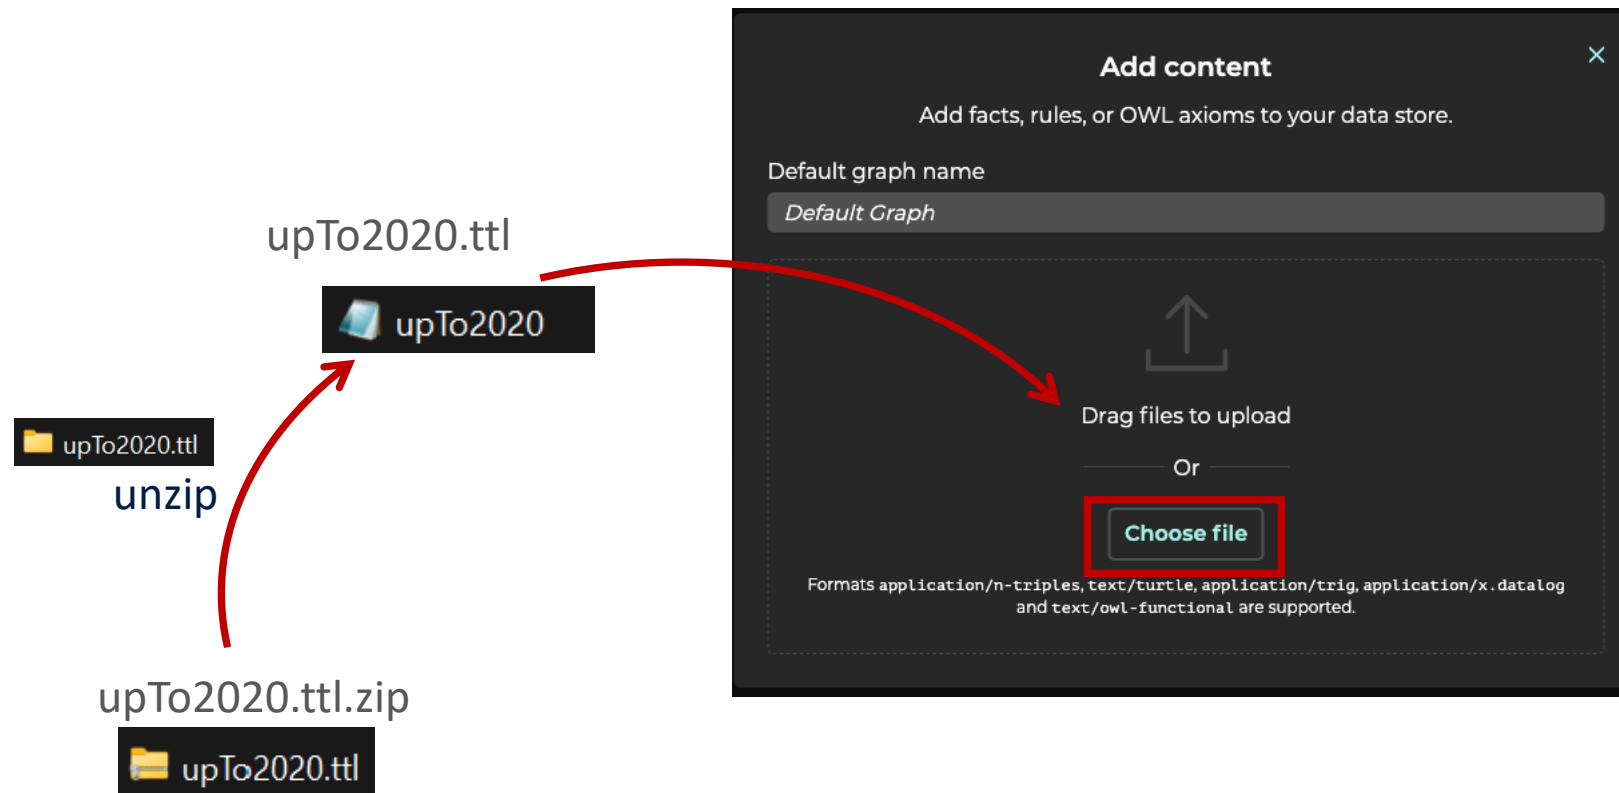 upTo2020.ttl
upTo2020
upTo2020.ttl
unzip
upTo2020.ttl.zip
upTo2020.ttl
Add content
Add facts, rules, or OWL axioms to your data store.
Default graph name
Default Graph
Drag files to upload
Or
Choose file
Formats application/n-triples, text/turtle, application/trig, application/x.datalog
and text/owl-functional are supported.